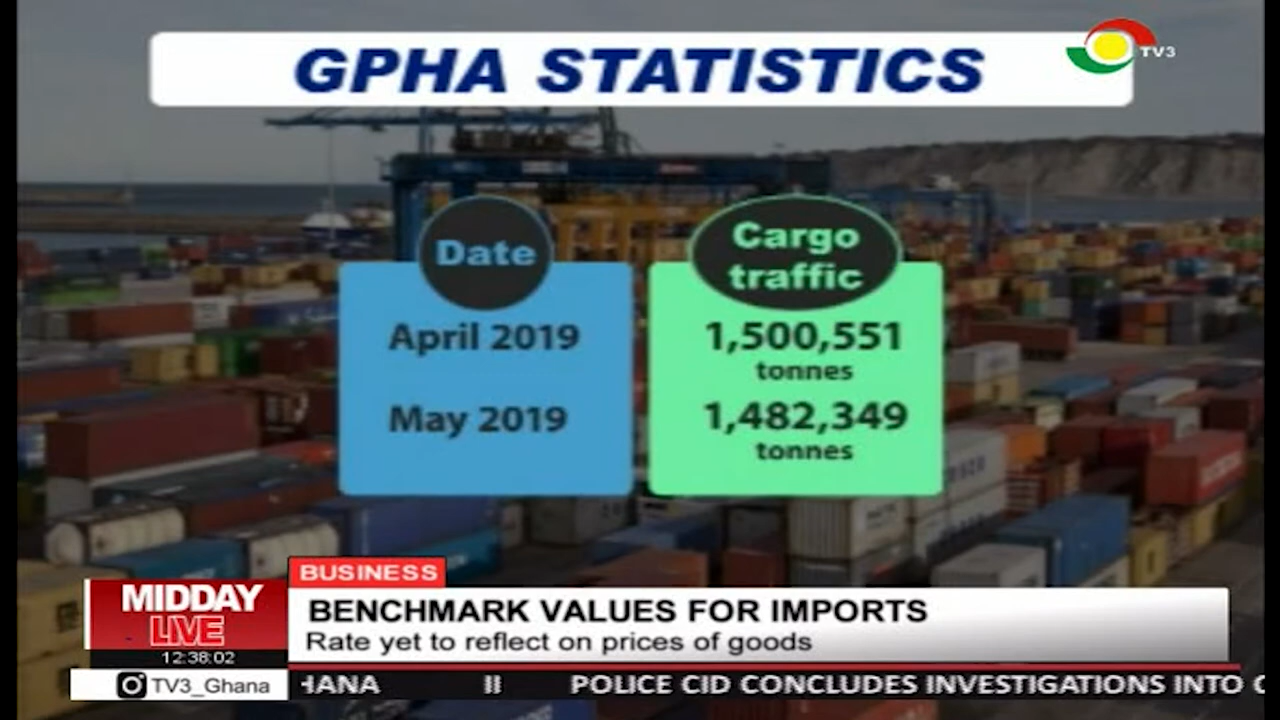 GPHA STATISTICS
TV3
Date
Cargo
traffic
April 2019
1,500,551
tonnes
May 2019
1,482,349
tonnes
BUSINESS
MIDDAY
LIVE
12:38:02
BENCHMARK VALUES FOR IMPORTS
Rate yet to reflect on prices of goods
TV3_Ghana
HANA II POLICE CID CONCLUDES INVESTIGATIONS INTO